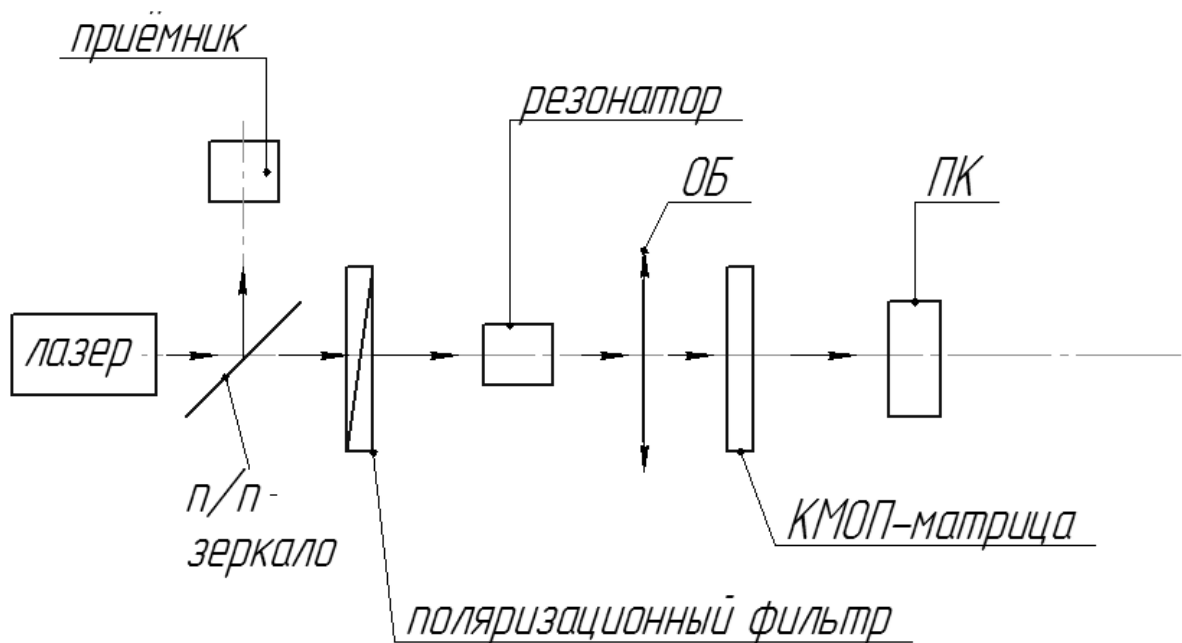 приёмник
резонатор
ОБ
ПК
лазер
п/п-
зеркало
КМОП-матрица
поляризационный фильтр